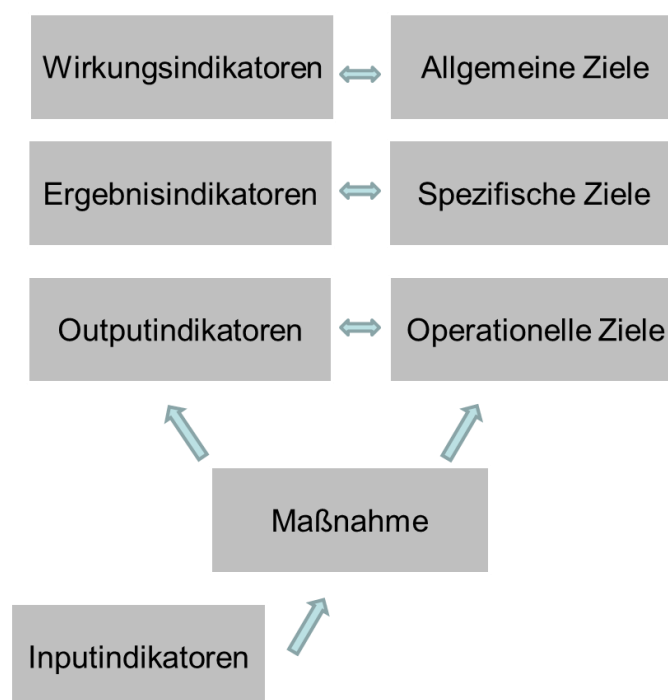 Wirkungsindikatoren
Allgemeine Ziele
Ergebnisindikatoren
Spezifische Ziele
Outputindikatoren
Operationelle Ziele
Maßnahme
Inputindikatoren